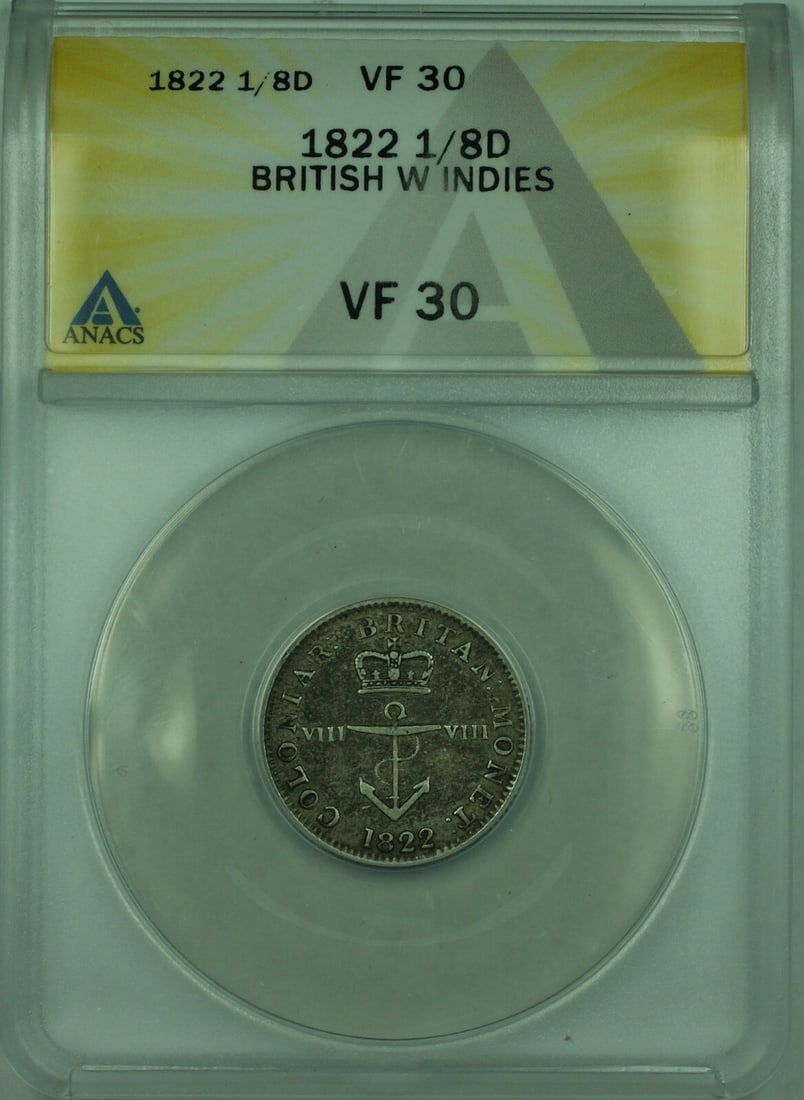 1822 1/8D VF 30
1822 1/8D
BRITISH W INDIES
VF 30
ANACS
COLONIAR: BRITAN: MONET:
VIII VIII
1822